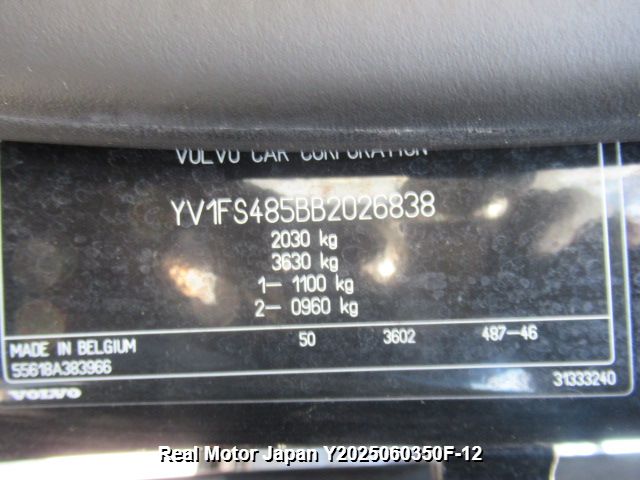 VOLVO CAR CORPORATION
YV1FS485BB2026838
2030 kg
3630 kg
1- 1100 kg
2- 0960 kg
50 3602 487-46
MADE IN BELGIUM
55618A383966
31333240
VOLVO
Real Motor Japan Y2025060350F-12